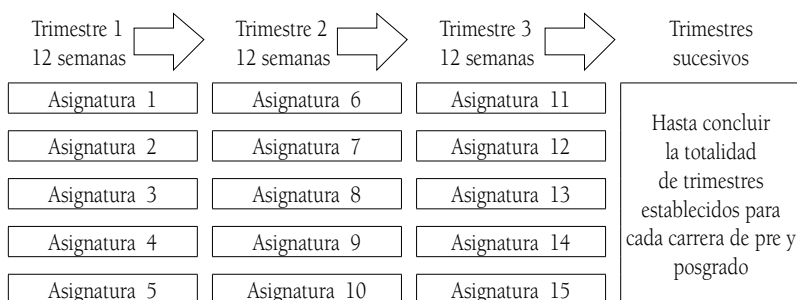 Trimestre 1
12 semanas
Trimestre 2
12 semanas
Trimestre 3
12 semanas
Trimestres
sucesivos
Asignatura 1
Asignatura 6
Asignatura 11
Asignatura 2
Asignatura 7
Asignatura 12
Asignatura 3
Asignatura 8
Asignatura 13
Asignatura 4
Asignatura 9
Asignatura 14
Asignatura 5
Asignatura 10
Asignatura 15
Hasta concluir
la totalidad
de trimestres
establecidos para
cada carrera de pre y
posgrado